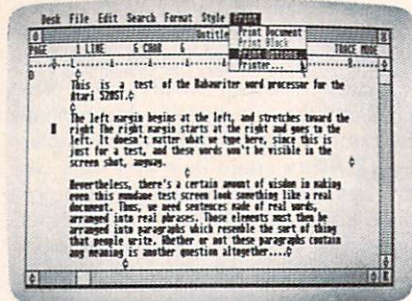 Desk File Edit Search Format Style Print
Untitle
Print Document
Print Block
PAGE 1 LINE 6 CHAR 6
Print Options
TRACE MODE
Printer...
This is a test of the Habawriter word processor for the
Atari 520ST.
The left margin begins at the left, and stretches toward the
right The right margin starts at the right and goes to the
left. It doesn't matter what we type here, since this is
just for a test, and these words won't be visible in the
screen shot, anyway.
Nevertheless, there's a certain amount of wisdom in making
even this mundane test screen look something like a real
document. Thus, we need sentences made of real words,
arranged into real phrases. These elements must then be
arranged into paragraphs which resemble the sort of thing
that people write. Whether or not these paragraphs contain
any meaning is another question altogether....